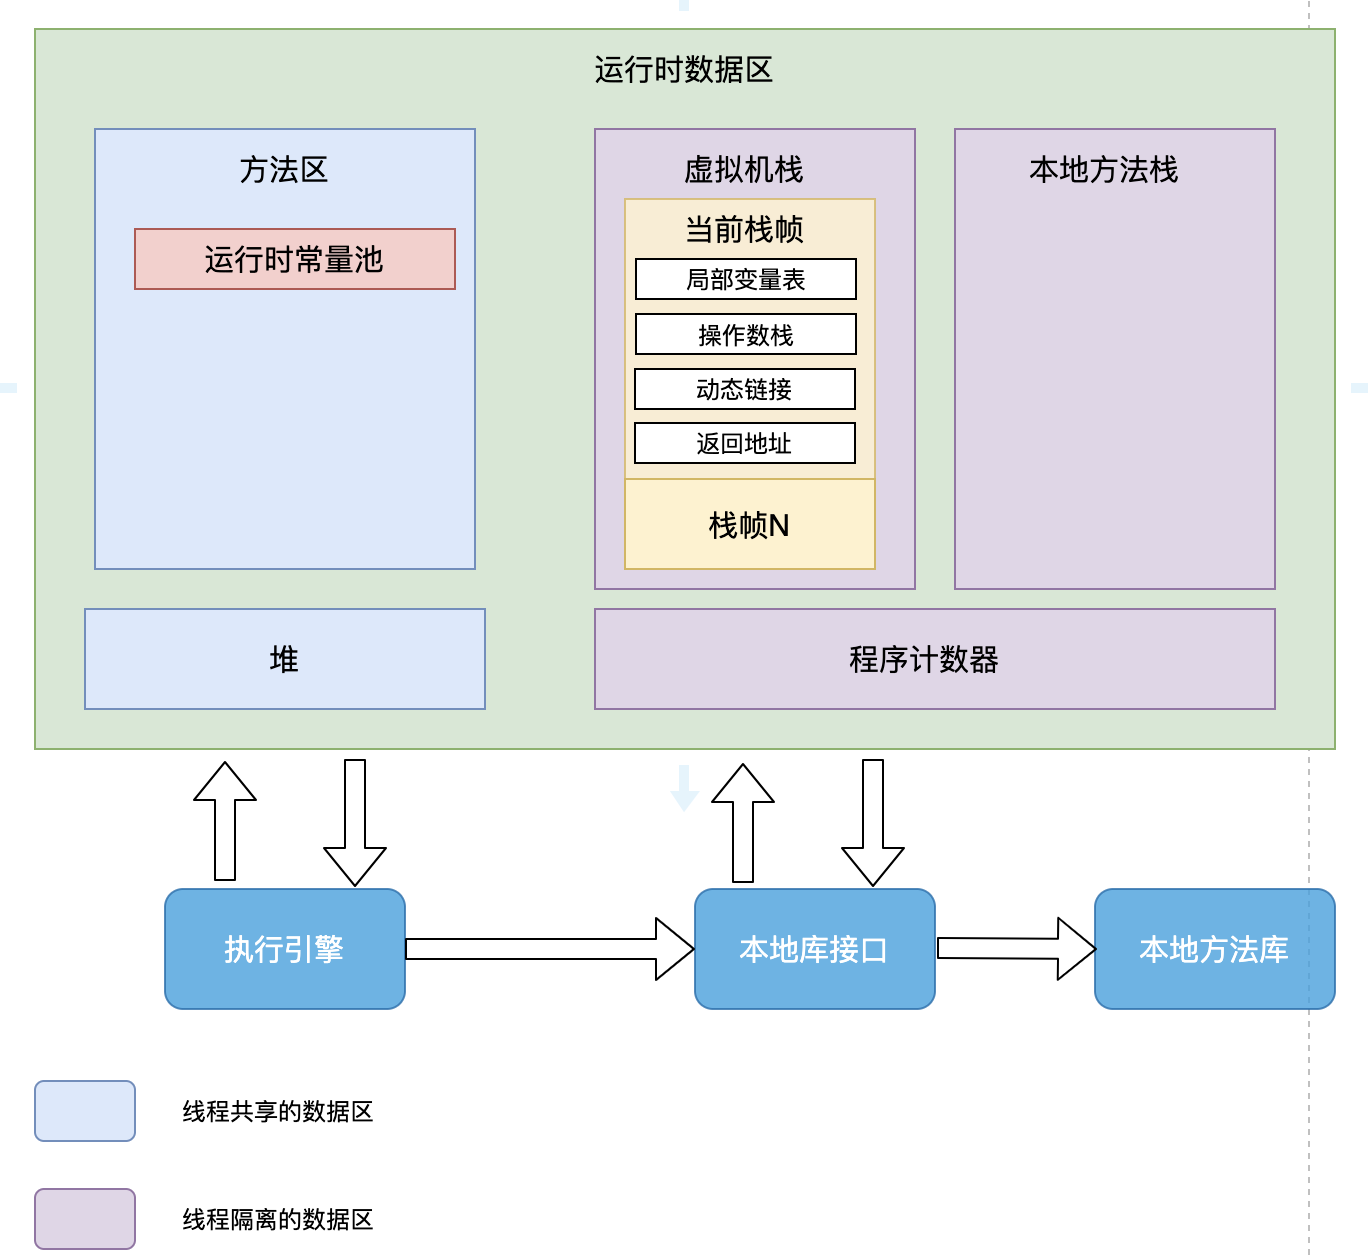 运行时数据区
方法区
运行时常量池
虚拟机栈
当前栈帧
局部变量表
操作数栈
动态链接
返回地址
栈帧N
本地方法栈
堆
程序计数器
执行引擎
本地库接口
本地方法库
线程共享的数据区
线程隔离的数据区